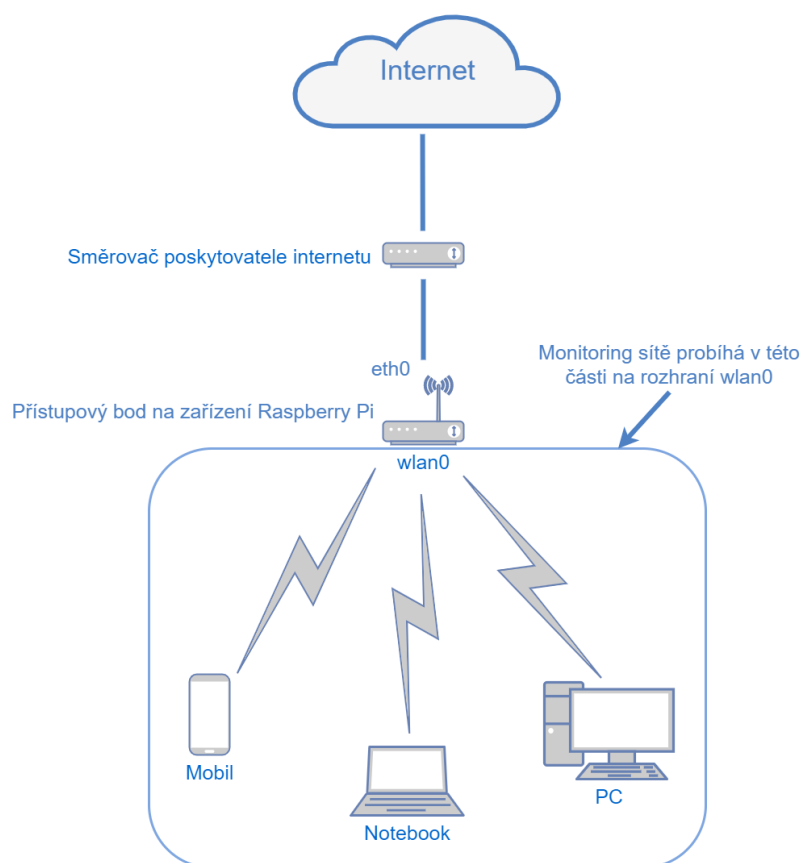 Internet
Směrovač poskytovatele internetu
eth0
Monitoring sítě probíhá v této
části na rozhraní wlan0
Přístupový bod na zařízení Raspberry Pi
wlan0
Mobil
Notebook
PC